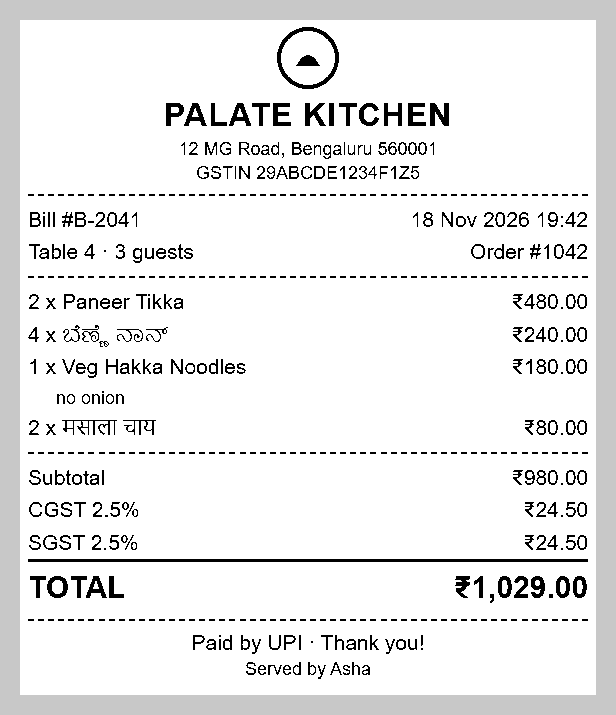 PALATE KITCHEN
12 MG Road, Bengaluru 560001
GSTIN 29ABCDE1234F1Z5
Bill #B-2041 18 Nov 2026 19:42
Table 4 · 3 guests Order #1042
2 x Paneer Tikka ₹480.00
4 x ಬೆಣ್ಣೆ ನಾನ್ ₹240.00
1 x Veg Hakka Noodles ₹180.00
no onion
2 x मसाला चाय ₹80.00
Subtotal ₹980.00
CGST 2.5% ₹24.50
SGST 2.5% ₹24.50
TOTAL ₹1,029.00
Paid by UPI · Thank you!
Served by Asha